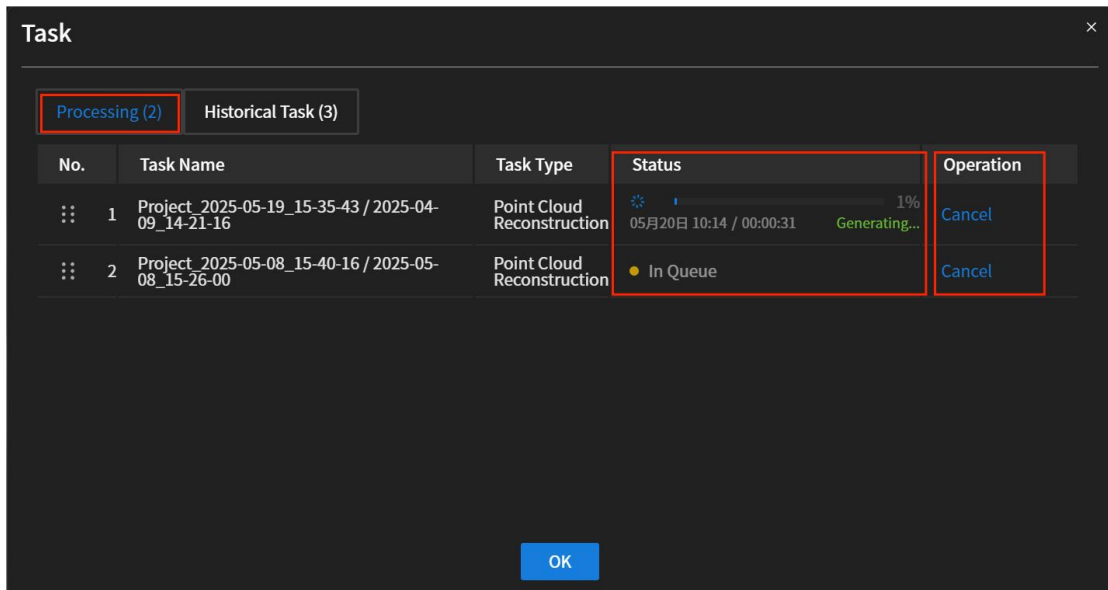 Task
×
Processing (2)
Historical Task (3)
No.
Task Name
Task Type
Status
Operation
1
Project_2025-05-19_15-35-43 / 2025-04-
09_14-21-16
Point Cloud
Reconstruction
1%
05月20日 10:14 / 00:00:31
Generating...
Cancel
2
Project_2025-05-08_15-40-16 / 2025-05-
08_15-26-00
Point Cloud
Reconstruction
In Queue
Cancel
OK